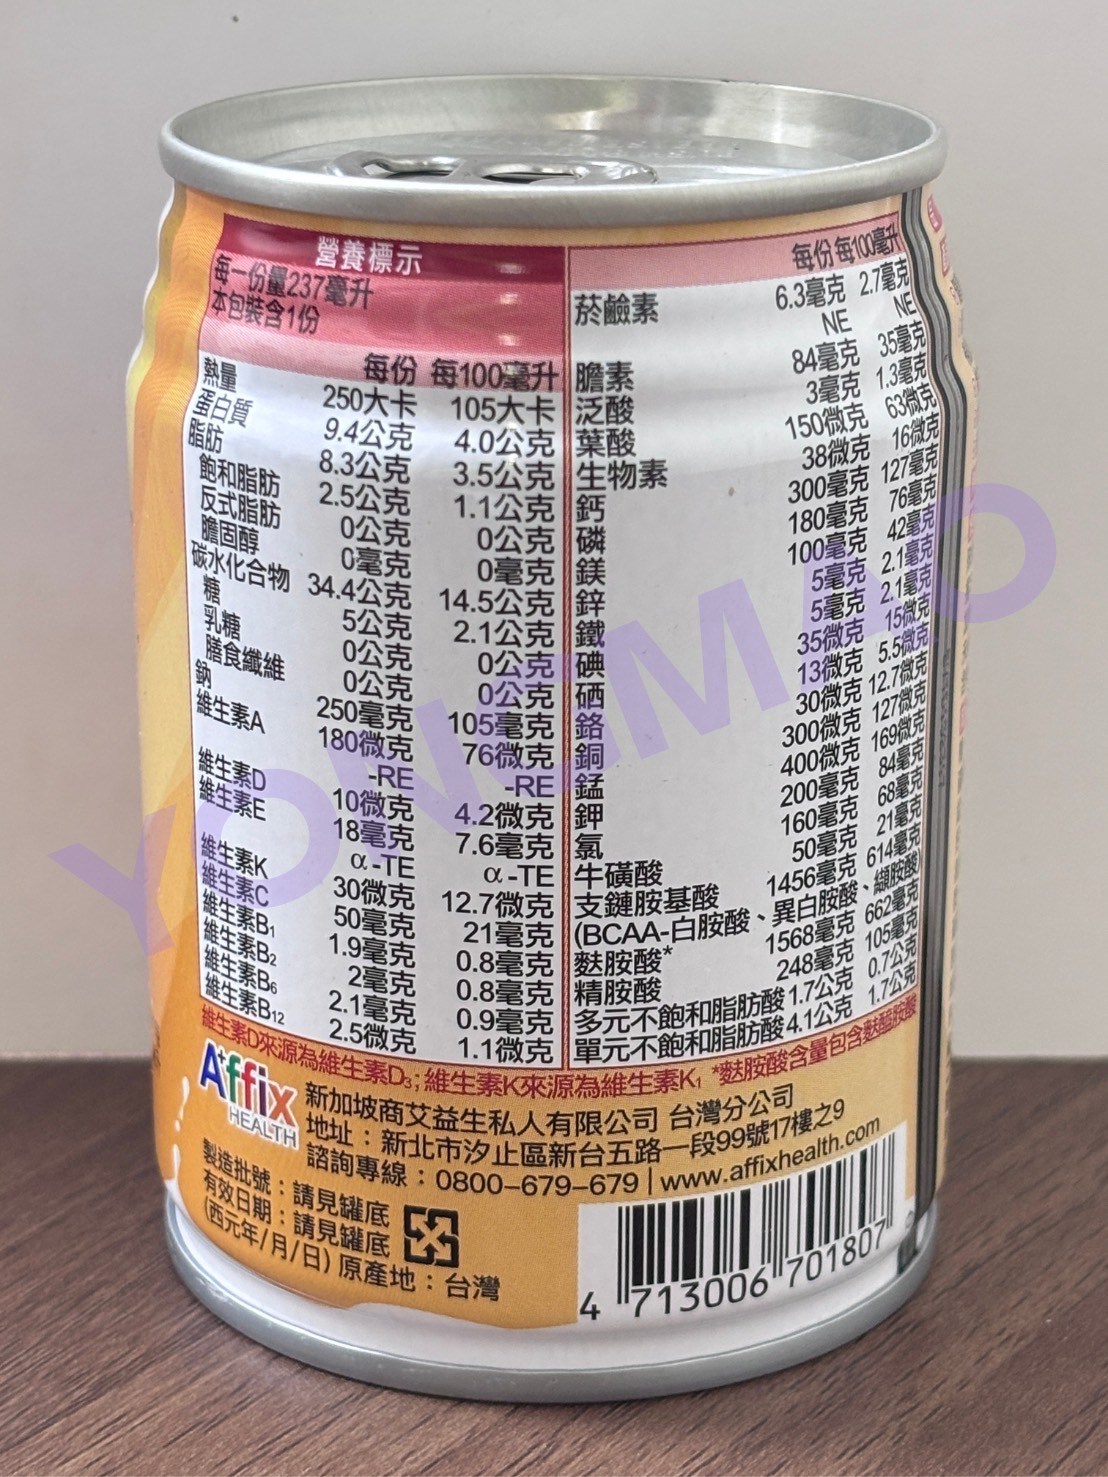 營養標示
每一份量237毫升
本包裝含1份
每份 每100毫升
熱量 250大卡 105大卡
蛋白質 9.4公克 4.0公克
脂肪 8.3公克 3.5公克
飽和脂肪 2.5公克 1.1公克
反式脂肪 0公克 0公克
膽固醇 0毫克 0毫克
碳水化合物 34.4公克 14.5公克
糖 5公克 2.1公克
乳糖 0公克 0公克
膳食纖維 0公克 0公克
鈉 250毫克 105毫克
維生素A 180微克 76微克
-RE -RE
維生素D 10微克 4.2微克
維生素E 18毫克 7.6毫克
α-TE α-TE
維生素K 30微克 12.7微克
維生素C 50毫克 21毫克
維生素B1 1.9毫克 0.8毫克
維生素B2 2毫克 0.8毫克
維生素B6 2.1毫克 0.9毫克
維生素B12 2.5微克 1.1微克
每份 每100毫升
菸鹼素 6.3毫克 2.7毫克
NE NE
膽素 84毫克 35毫克
泛酸 3毫克 1.3毫克
葉酸 150微克 63微克
生物素 38微克 16微克
鈣 300毫克 127毫克
磷 180毫克 76毫克
鎂 100毫克 42毫克
鋅 5毫克 2.1毫克
鐵 5毫克 2.1毫克
碘 35微克 15微克
硒 13微克 5.5微克
鉻 30微克 12.7微克
銅 300微克 127微克
錳 400微克 169微克
鉀 200毫克 84毫克
氯 160毫克 68毫克
牛磺酸 50毫克 21毫克
支鏈胺基酸 1456毫克 614毫克
(BCAA-白胺酸、異白胺酸、纈胺酸)
麩胺酸* 1568毫克 662毫克
精胺酸 248毫克 105毫克
多元不飽和脂肪酸 1.7公克 0.7公克
單元不飽和脂肪酸 4.1公克 1.7公克
維生素D來源為維生素D3;維生素K來源為維生素K1 *麩胺酸含量包含麩醯胺酸
Affix
HEALTH
新加坡商艾益生私人有限公司 台灣分公司
地址：新北市汐止區新台五路一段99號17樓之9
諮詢專線：0800-679-679 | www.affixhealth.com
製造批號：請見罐底
有效日期：請見罐底
(西元年/月/日) 原產地：台灣
4 713006 701807
YONGMAO